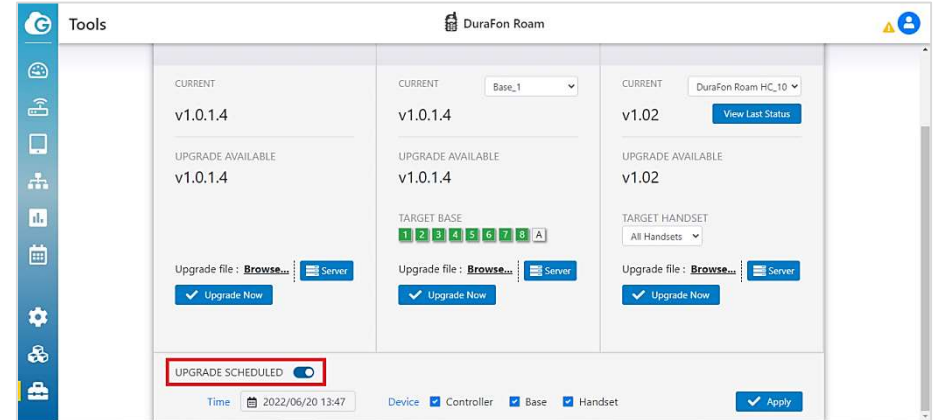 Tools
DuraFon Roam
CURRENT
v1.0.1.4
UPGRADE AVAILABLE
v1.0.1.4
Upgrade file : Browse... Server
Upgrade Now
CURRENT Base_1
v1.0.1.4
UPGRADE AVAILABLE
v1.0.1.4
TARGET BASE
1 2 3 4 5 6 7 8 A
Upgrade file : Browse... Server
Upgrade Now
CURRENT DuraFon Roam HC_10
v1.02 View Last Status
UPGRADE AVAILABLE
v1.02
TARGET HANDSET
All Handsets
Upgrade file : Browse... Server
Upgrade Now
UPGRADE SCHEDULED
Time 2022/06/20 13:47 Device Controller Base Handset Apply